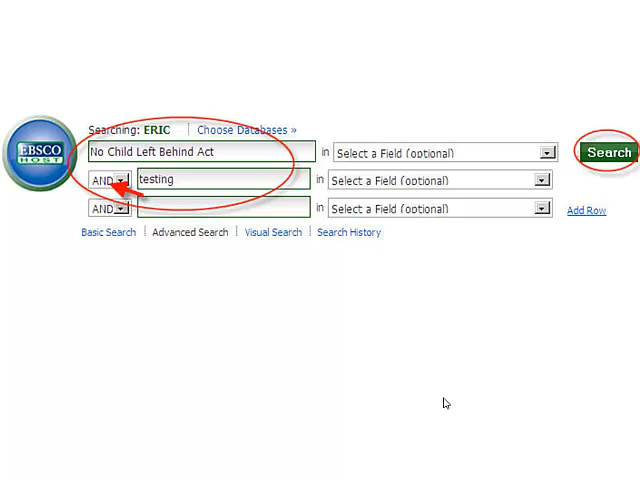 Searching: ERIC Choose Databases »
EBSCO HOST
No Child Left Behind Act in Select a Field (optional) Search
AND testing in Select a Field (optional)
AND in Select a Field (optional) Add Row
Basic Search Advanced Search Visual Search Search History